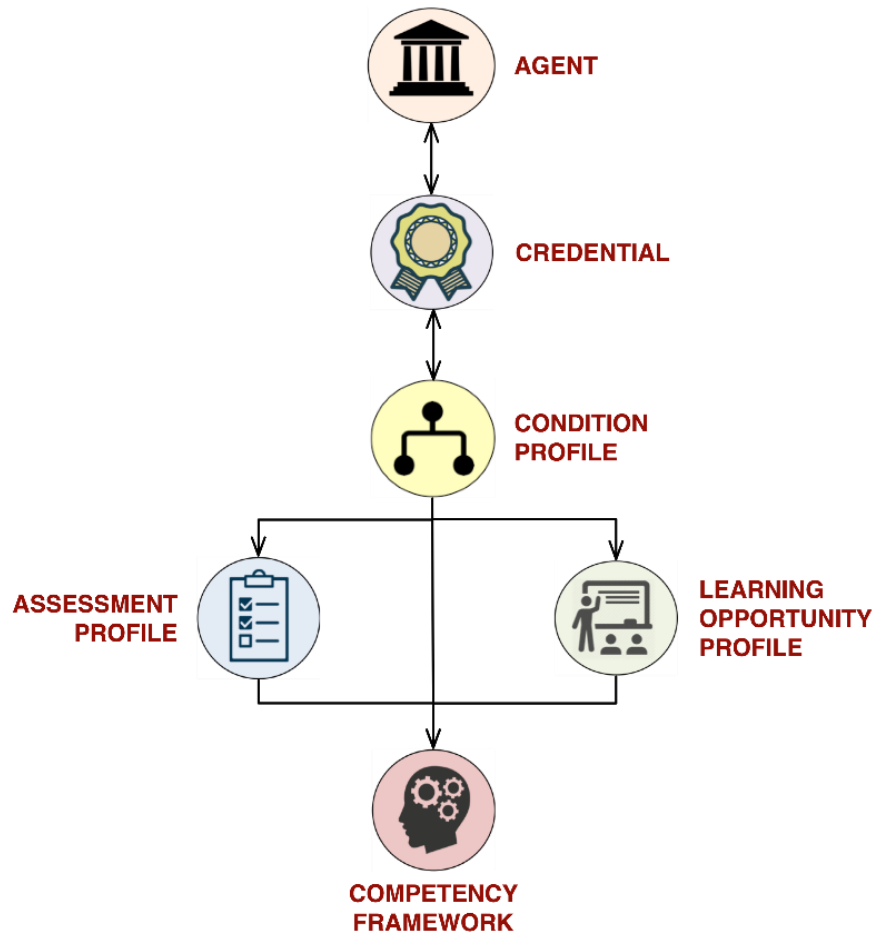 AGENT
CREDENTIAL
CONDITION
PROFILE
ASSESSMENT
PROFILE
LEARNING
OPPORTUNITY
PROFILE
COMPETENCY
FRAMEWORK